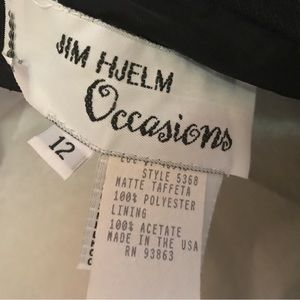 JIM HJELM
Occasions
12
STYLE 5368
MATTE TAFFETA
100% POLYESTER
LINING
100% ACETATE
MADE IN THE USA
RN 93863